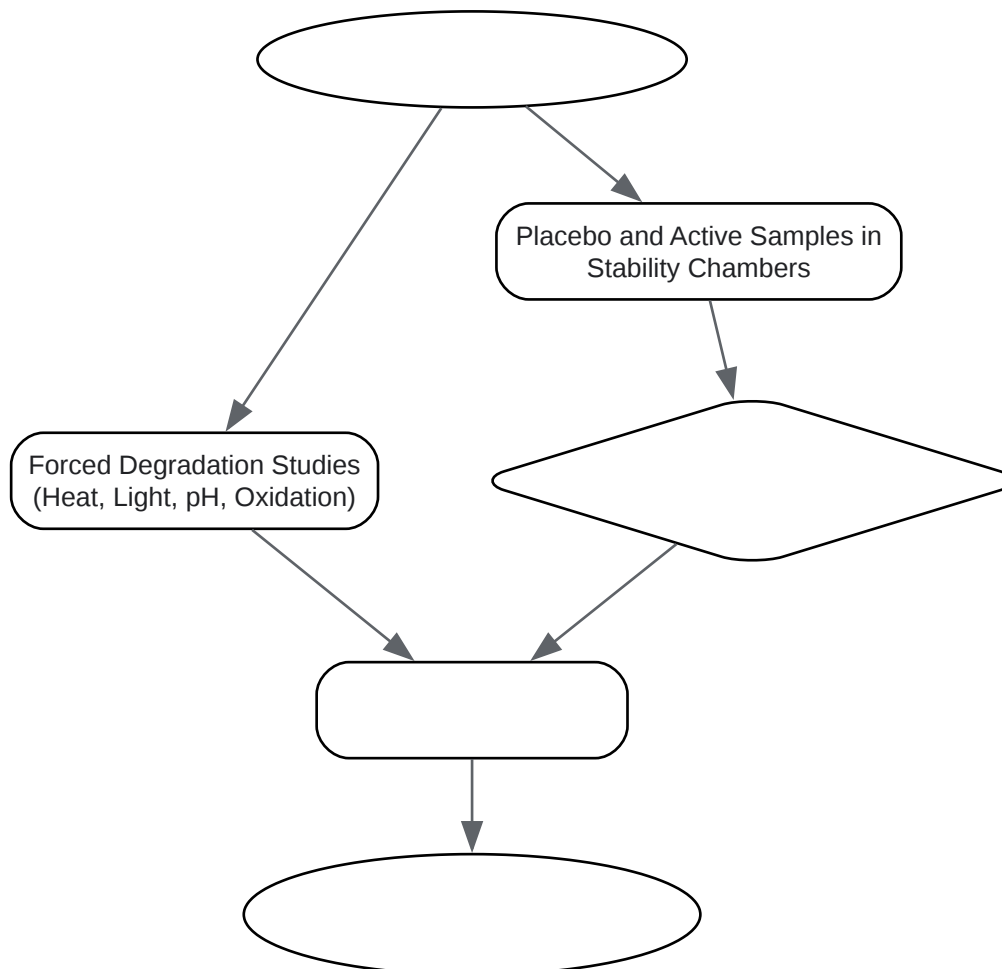 Placebo and Active Samples in
Stability Chambers
Forced Degradation Studies
(Heat, Light, pH, Oxidation)